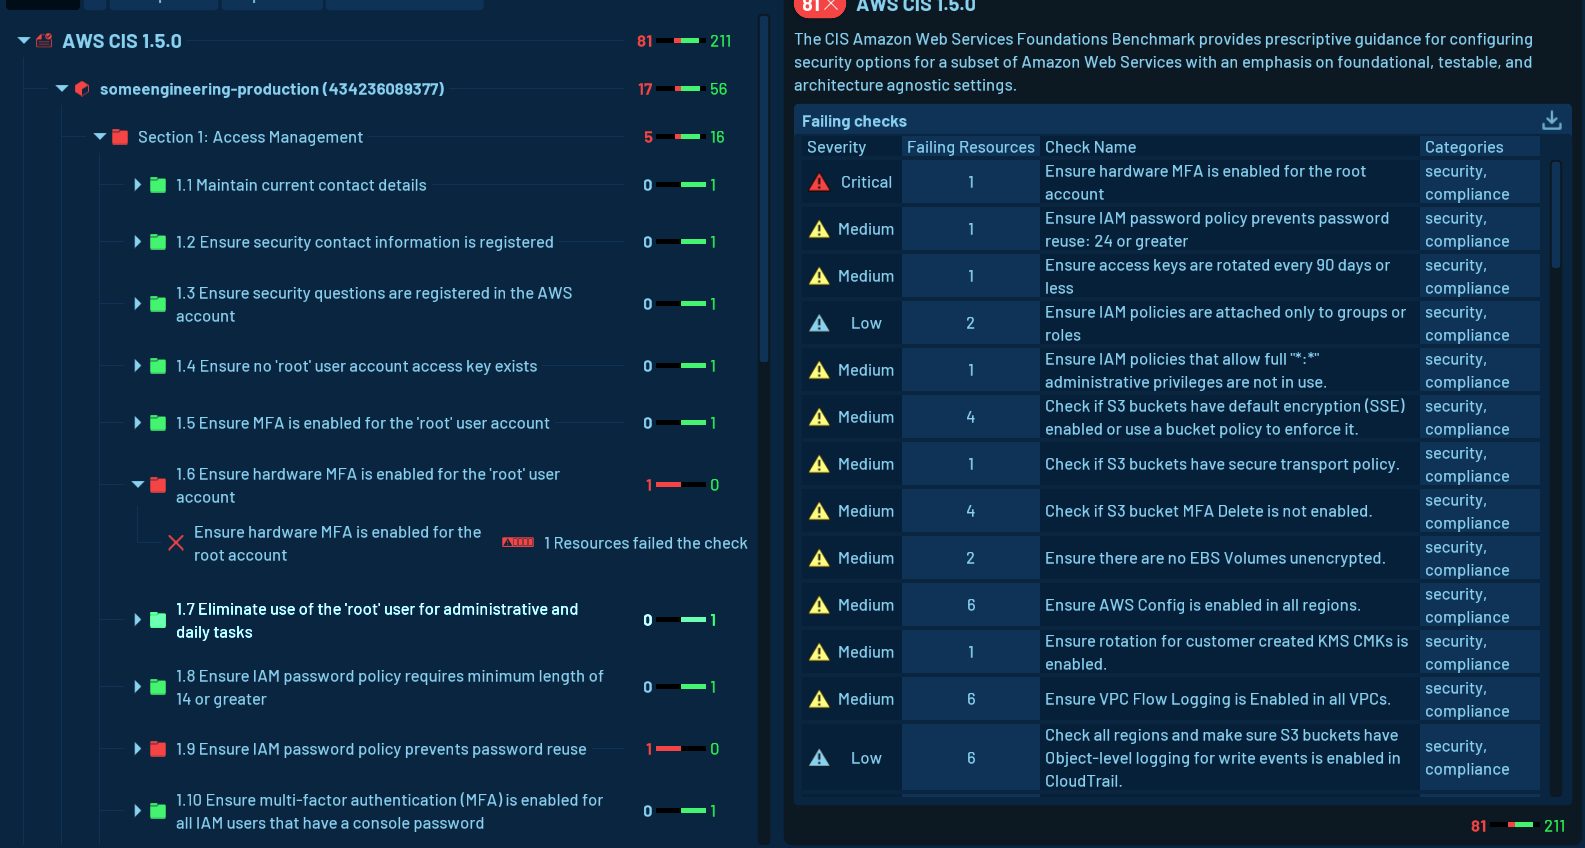 AWS CIS 1.5.0
81 211
someengineering-production (434236089377)
17 56
Section 1: Access Management
5 16
1.1 Maintain current contact details
0 1
1.2 Ensure security contact information is registered
0 1
1.3 Ensure security questions are registered in the AWS
account
0 1
1.4 Ensure no 'root' user account access key exists
0 1
1.5 Ensure MFA is enabled for the 'root' user account
0 1
1.6 Ensure hardware MFA is enabled for the 'root' user
account
1 0
Ensure hardware MFA is enabled for the
root account
1 Resources failed the check
1.7 Eliminate use of the 'root' user for administrative and
daily tasks
0 1
1.8 Ensure IAM password policy requires minimum length of
14 or greater
0 1
1.9 Ensure IAM password policy prevents password reuse
1 0
1.10 Ensure multi-factor authentication (MFA) is enabled for
all IAM users that have a console password
0 1
81 AWS CIS 1.5.0
The CIS Amazon Web Services Foundations Benchmark provides prescriptive guidance for configuring
security options for a subset of Amazon Web Services with an emphasis on foundational, testable, and
architecture agnostic settings.
Failing checks
Severity Failing Resources Check Name Categories
Critical 1 Ensure hardware MFA is enabled for the root
account
security,
compliance
Medium 1 Ensure IAM password policy prevents password
reuse: 24 or greater
security,
compliance
Medium 1 Ensure access keys are rotated every 90 days or
less
security,
compliance
Low 2 Ensure IAM policies are attached only to groups or
roles
security,
compliance
Medium 1 Ensure IAM policies that allow full "*:*"
administrative privileges are not in use.
security,
compliance
Medium 4 Check if S3 buckets have default encryption (SSE)
enabled or use a bucket policy to enforce it.
security,
compliance
Medium 1 Check if S3 buckets have secure transport policy.
security,
compliance
Medium 4 Check if S3 bucket MFA Delete is not enabled.
security,
compliance
Medium 2 Ensure there are no EBS Volumes unencrypted.
security,
compliance
Medium 6 Ensure AWS Config is enabled in all regions.
security,
compliance
Medium 1 Ensure rotation for customer created KMS CMKs is
enabled.
security,
compliance
Medium 6 Ensure VPC Flow Logging is Enabled in all VPCs.
security,
compliance
Low 6 Check all regions and make sure S3 buckets have
Object-level logging for write events is enabled in
CloudTrail.
security,
compliance
81 211